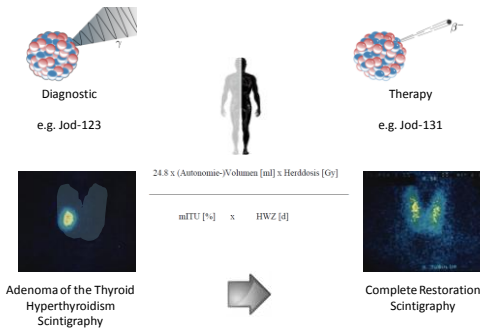 γ
β-
Diagnostic
Therapy
e.g. Jod-123
e.g. Jod-131
24.8 x (Autonomie-)Volumen [ml] x Herddosis [Gy]
mITU [%] x HWZ [d]
Adenoma of the Thyroid
Hyperthyroidism
Scintigraphy
Complete Restoration
Scintigraphy